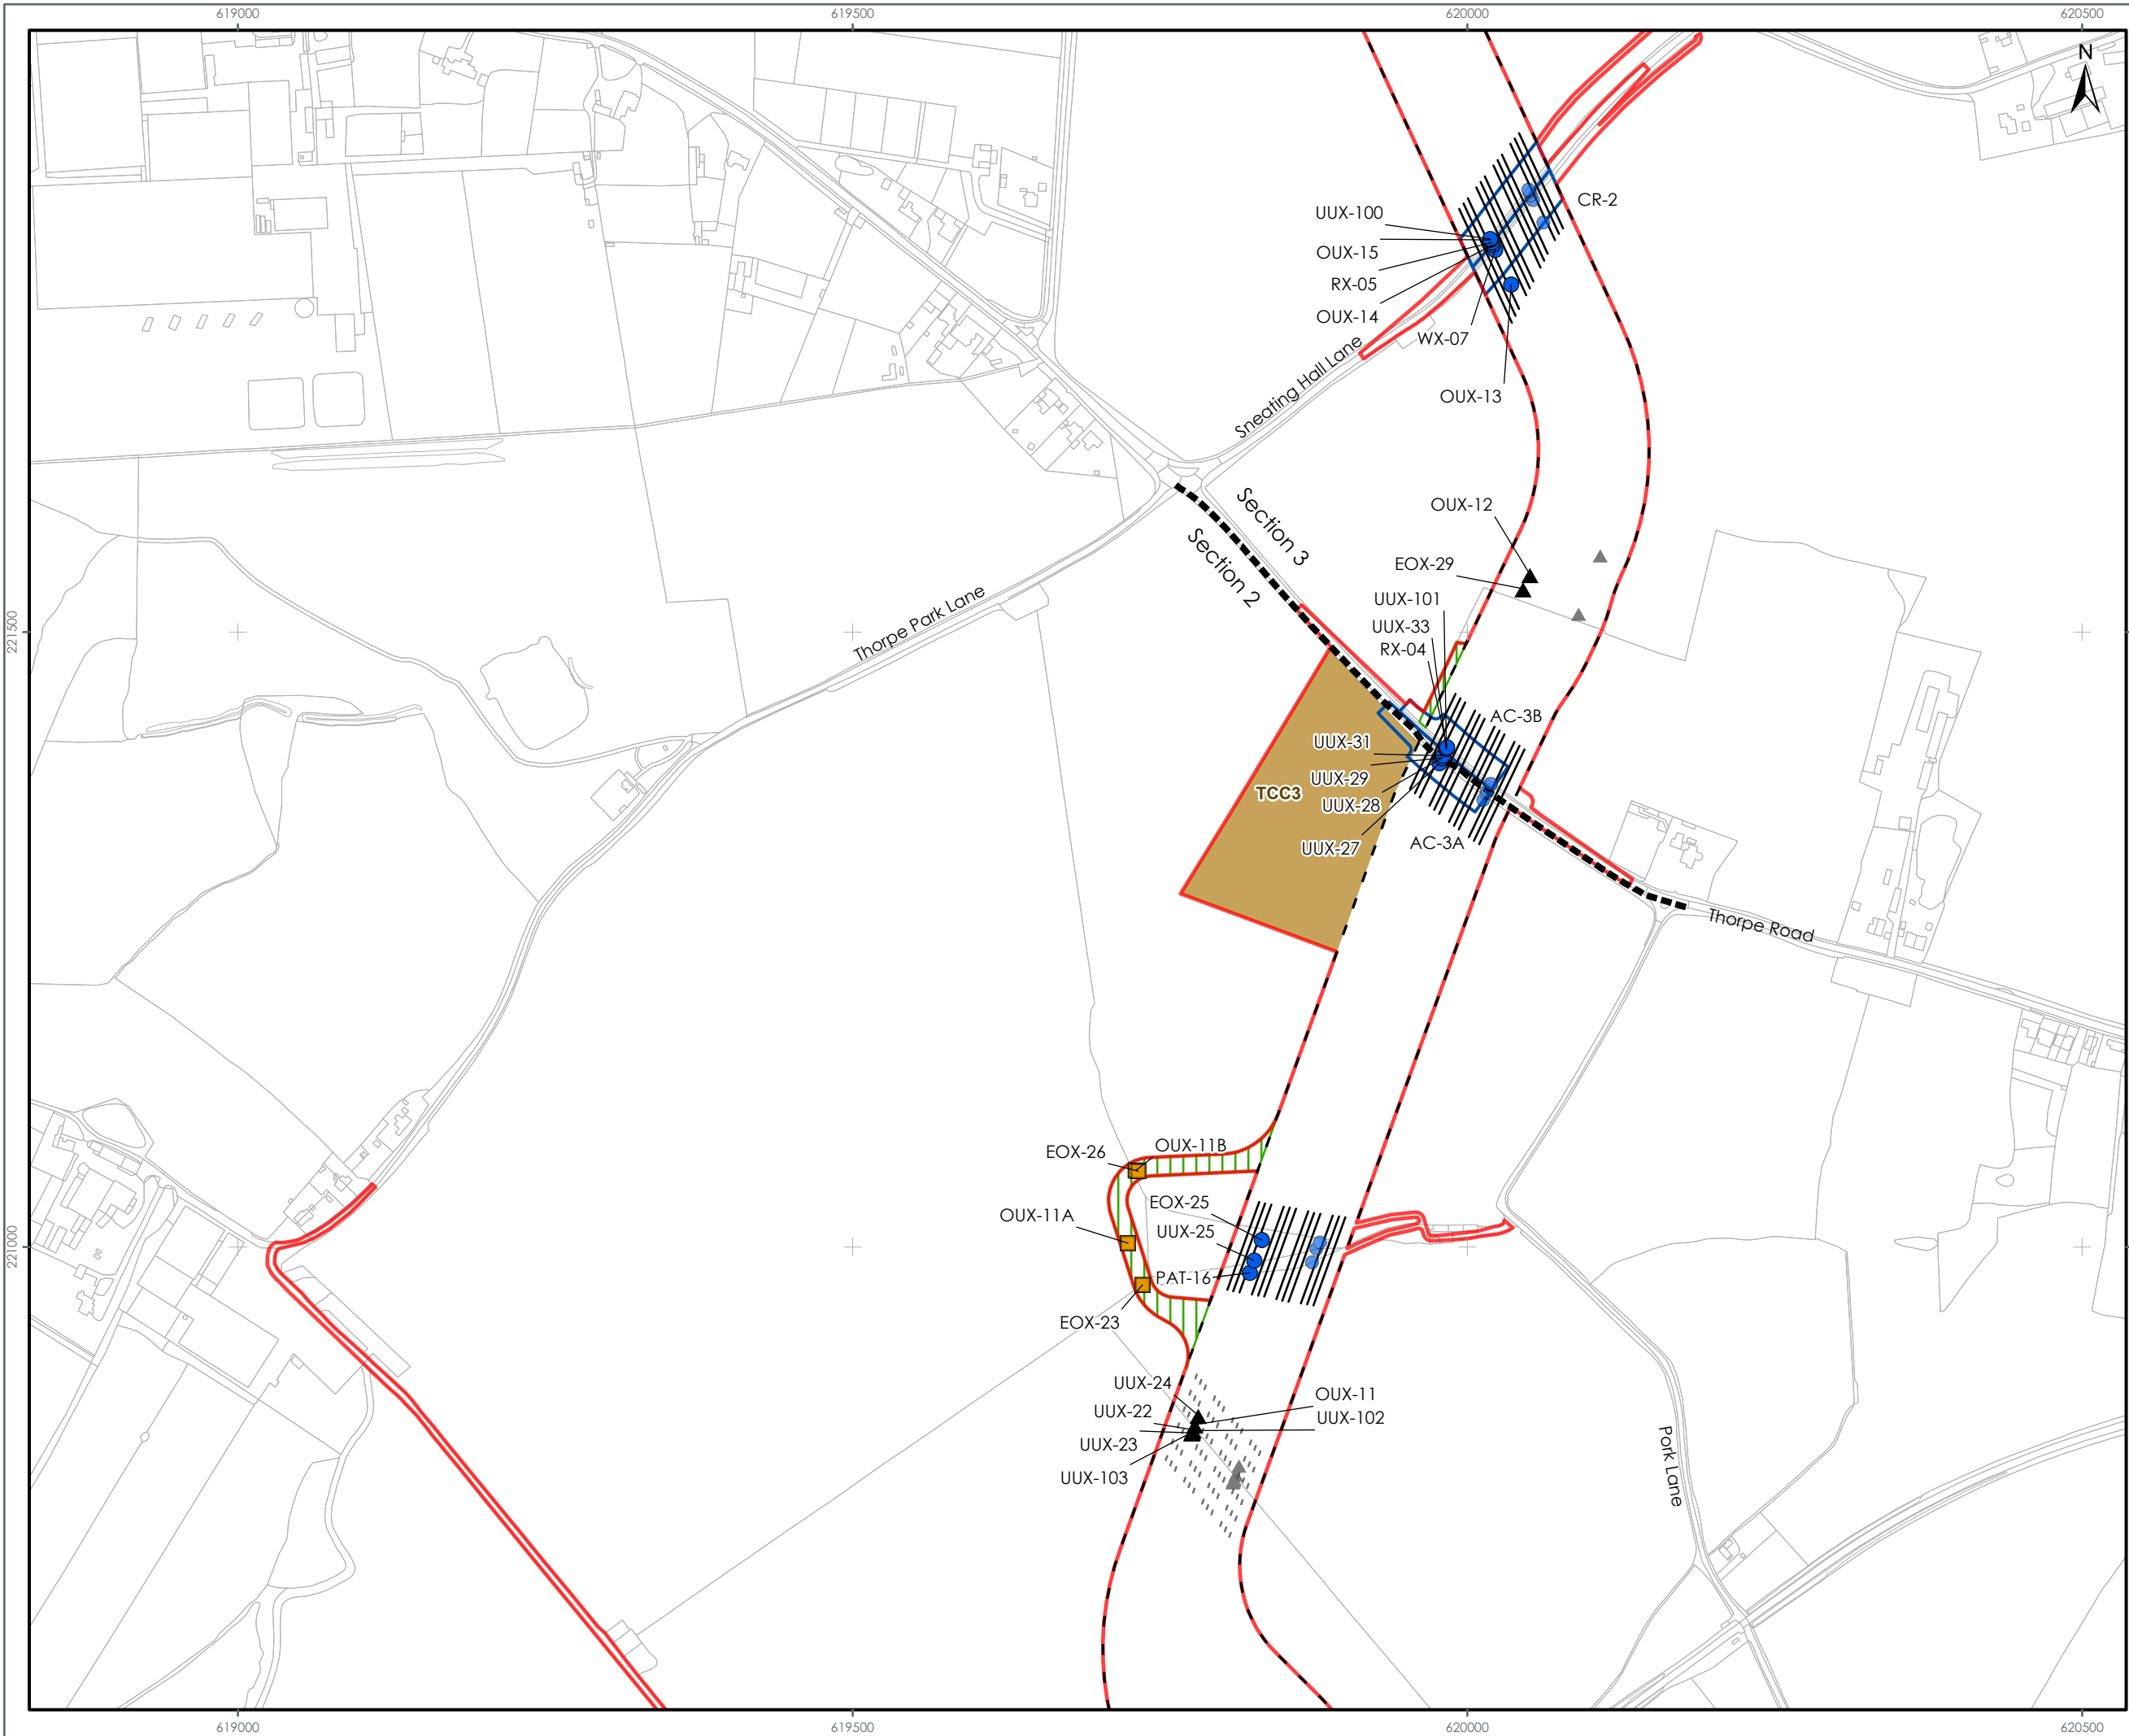 619000
619500
620000
620500
N
CR-2
UUX-100
OUX-15
RX-05
OUX-14
WX-07
OUX-13
Sneating Hall Lane
Section 3
Section 2
OUX-12
EOX-29
UUX-101
UUX-33
RX-04
221500
Thorpe Park Lane
AC-3B
UUX-31
UUX-29
TCC3
UUX-28
AC-3A
UUX-27
Thorpe Road
OUX-11B
EOX-26
EOX-25
OUX-11A
UUX-25
221000
PAT-16
EOX-23
UUX-24
OUX-11
UUX-22
UUX-102
UUX-23
UUX-103
Pork Lane
619000
619500
620000
620500